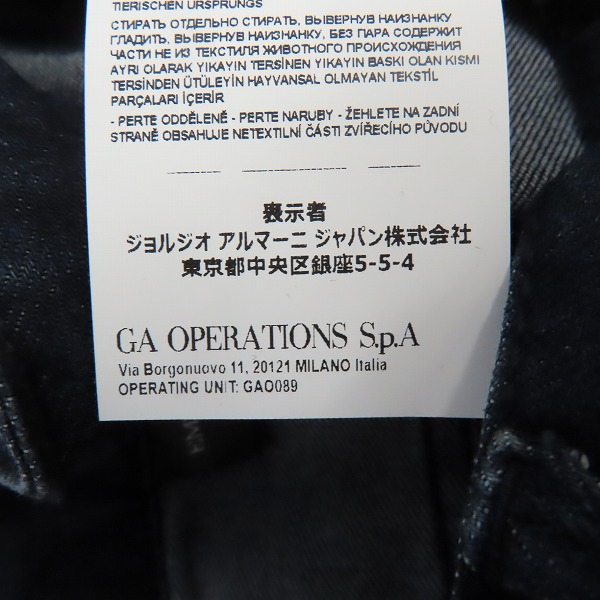 TIERISCHEN URSPRUNGS
СТИРАТЬ ОТДЕЛЬНО СТИРАТЬ, ВЫВЕРНУВ НАИЗНАНКУ
ГЛАДИТЬ, ВЫВЕРНУВ НАИЗНАНКУ, БЕЗ ПАРА СОДЕРЖИТ
ЧАСТИ НЕ ИЗ ТЕКСТИЛЯ ЖИВОТНОГО ПРОИСХОЖДЕНИЯ
AYRI OLARAK YIKAYIN TERSİNEN YIKAYIN BASKI OLAN KISMI
TERSİNDEN ÜTÜLEYİN HAYVANSAL OLMAYAN TEKSTİL
PARÇALARI İÇERİR
- PERTE ODDĚLENĚ - PERTE NARUBY - ŽEHLETE NA ZADNÍ
STRANĚ OBSAHUJE NETEXTILNÍ ČÁSTI ZVÍŘECÍHO PŮVODU
表示者
ジョルジオ アルマーニ ジャパン株式会社
東京都中央区銀座5-5-4
GA OPERATIONS S.p.A
Via Borgonuovo 11, 20121 MILANO Italia
OPERATING UNIT: GAO089